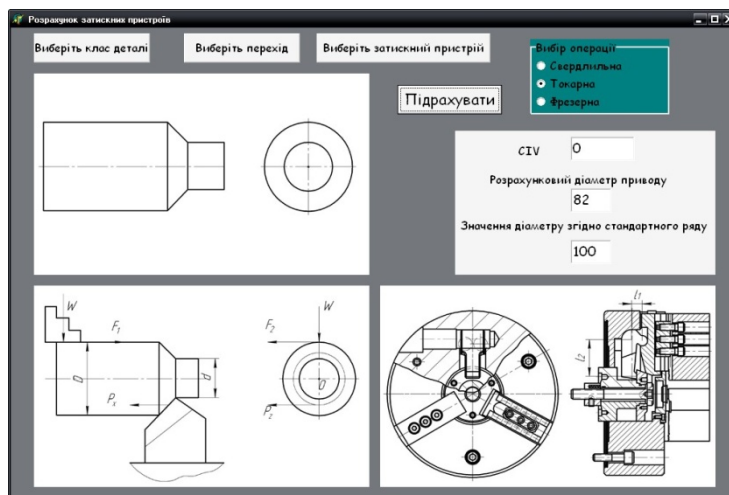 Розрахунок затискних пристроїв
Виберіть клас деталі
Виберіть перехід
Виберіть затискний пристрій
Вибір операції
Свердлильна
Токарна
Фрезерна
Підрахувати
CIV 0
Розрахунковий діаметр приводу
82
Значення діаметру згідно стандартного ряду
100
W
F1
D
d
Px
W
F2
O
Pz
l1
l2